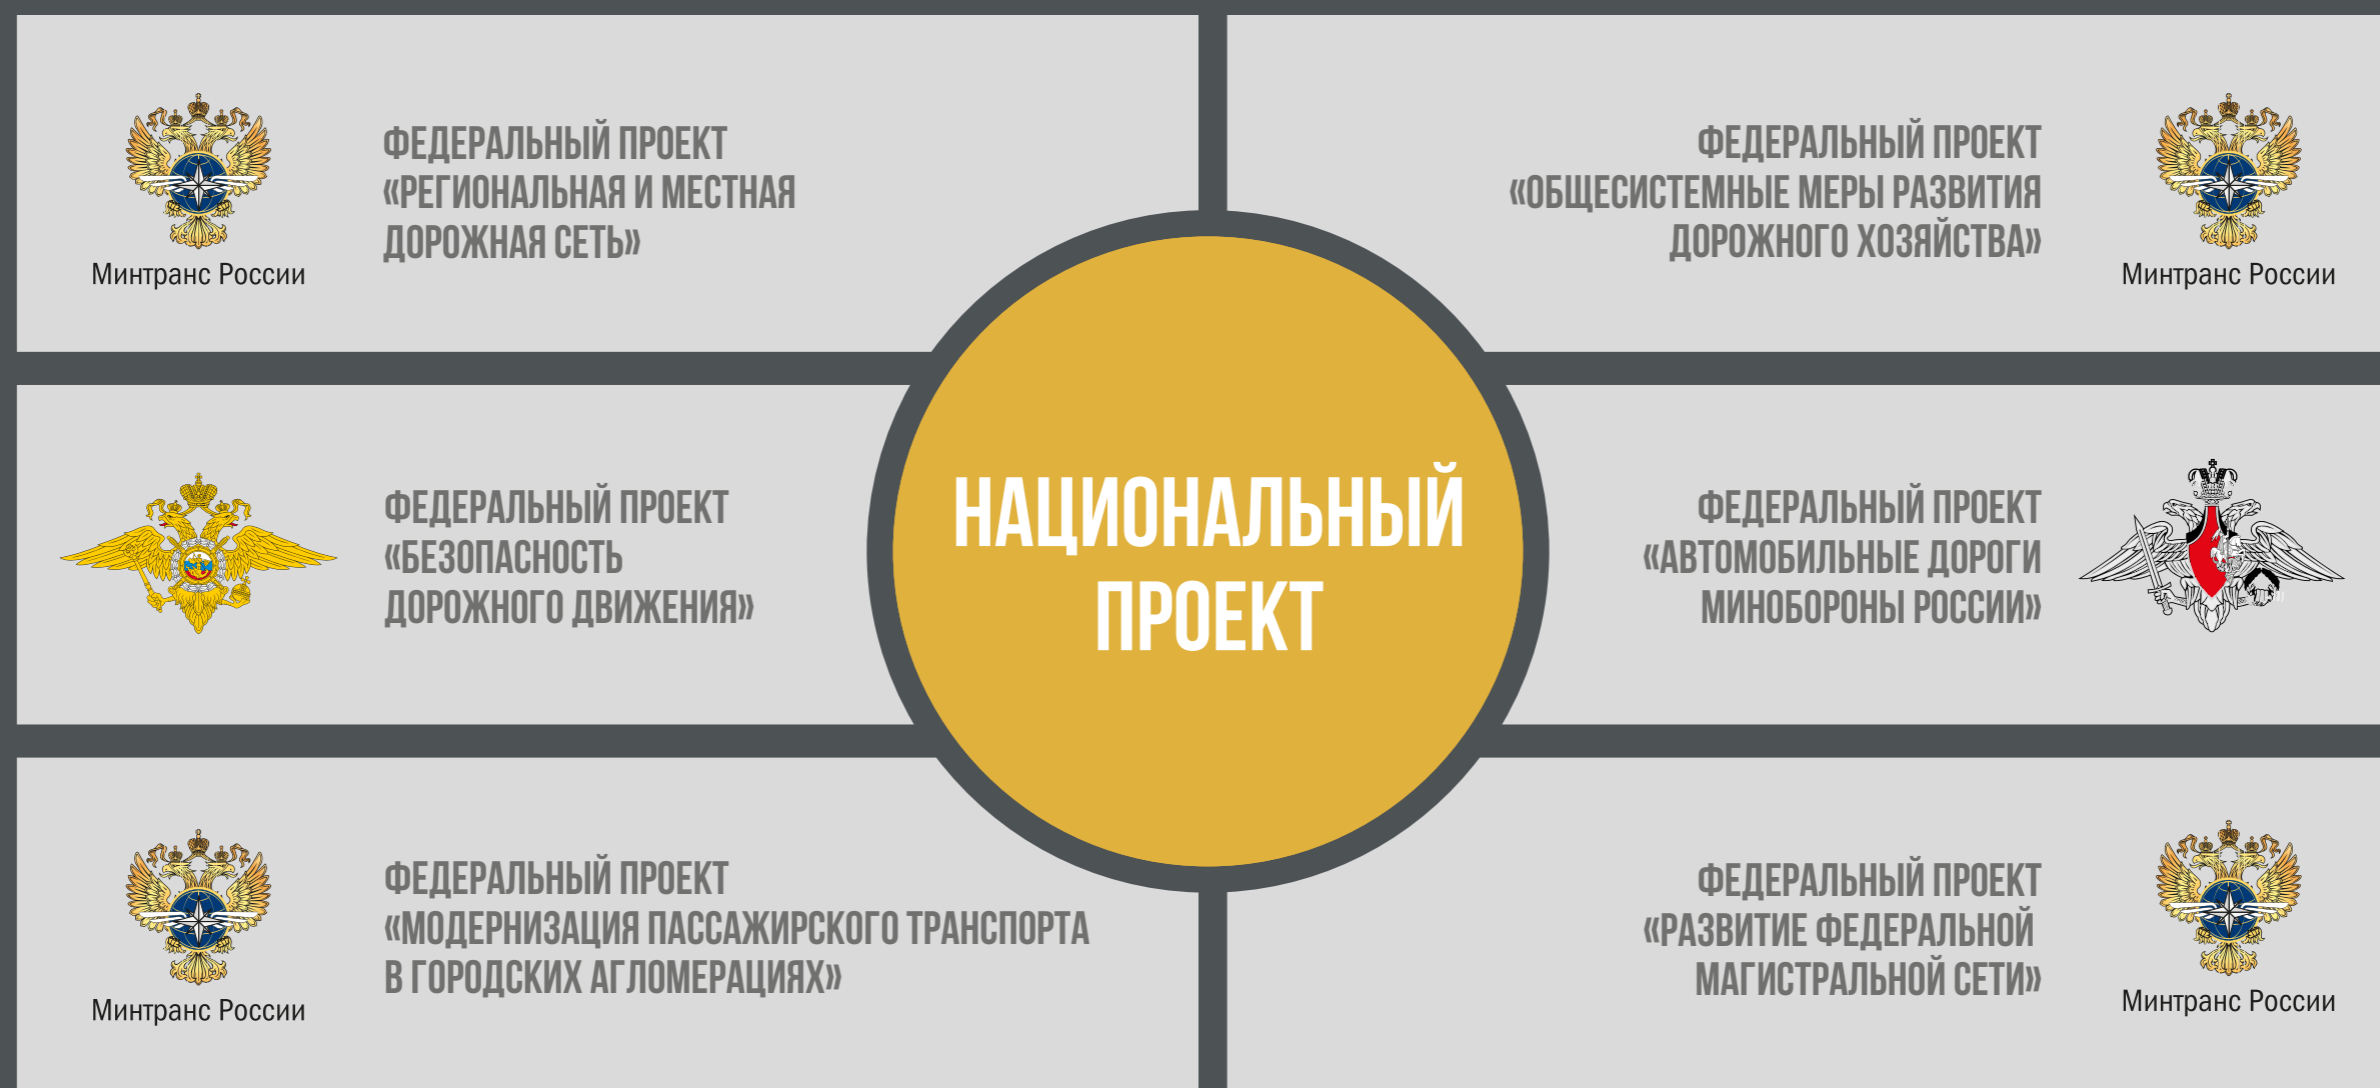 ФЕДЕРАЛЬНЫЙ ПРОЕКТ
«РЕГИОНАЛЬНАЯ И МЕСТНАЯ
ДОРОЖНАЯ СЕТЬ»
Минтранс России
ФЕДЕРАЛЬНЫЙ ПРОЕКТ
«ОБЩЕСИСТЕМНЫЕ МЕРЫ РАЗВИТИЯ
ДОРОЖНОГО ХОЗЯЙСТВА»
Минтранс России
ФЕДЕРАЛЬНЫЙ ПРОЕКТ
«БЕЗОПАСНОСТЬ
ДОРОЖНОГО ДВИЖЕНИЯ»
НАЦИОНАЛЬНЫЙ
ПРОЕКТ
ФЕДЕРАЛЬНЫЙ ПРОЕКТ
«АВТОМОБИЛЬНЫЕ ДОРОГИ
МИНОБОРОНЫ РОССИИ»
ФЕДЕРАЛЬНЫЙ ПРОЕКТ
«МОДЕРНИЗАЦИЯ ПАССАЖИРСКОГО ТРАНСПОРТА
В ГОРОДСКИХ АГЛОМЕРАЦИЯХ»
Минтранс России
ФЕДЕРАЛЬНЫЙ ПРОЕКТ
«РАЗВИТИЕ ФЕДЕРАЛЬНОЙ
МАГИСТРАЛЬНОЙ СЕТИ»
Минтранс России